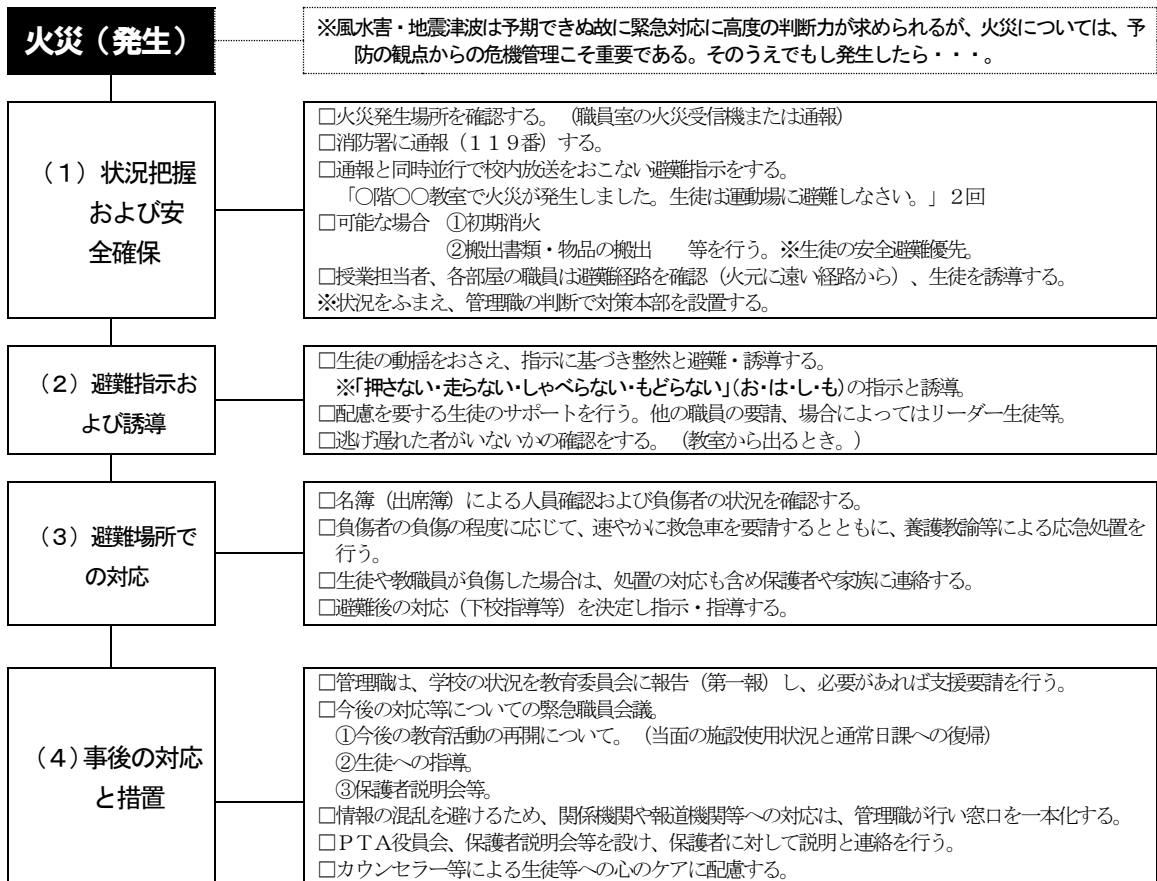 火災（発生）
※風水害・地震津波は予期できぬ故に緊急対応に高度の判断力が求められるが、火災については、予
防の観点からの危機管理こそ重要である。そのうえでもし発生したら・・・。
（１）状況把握
および安
全確保
□火災発生場所を確認する。（職員室の火災受信機または通報）
□消防署に通報（１１９番）する。
□通報と同時並行で校内放送をおこない避難指示をする。
「〇階〇〇教室で火災が発生しました。生徒は運動場に避難しなさい。」２回
□可能な場合　①初期消火
②搬出書類・物品の搬出　　等を行う。※生徒の安全避難優先。
□授業担当者、各部屋の職員は避難経路を確認（火元に遠い経路から）、生徒を誘導する。
※状況をふまえ、管理職の判断で対策本部を設置する。
（２）避難指示お
よび誘導
□生徒の動揺をおさえ、指示に基づき整然と避難・誘導する。
※「押さない・走らない・しゃべらない・もどらない」（お・は・し・も）の指示と誘導。
□配慮を要する生徒のサポートを行う。他の職員の要請、場合によってはリーダー生徒等。
□逃げ遅れた者がいないかの確認をする。（教室から出るとき。）
（３）避難場所で
の対応
□名簿（出席簿）による人員確認および負傷者の状況を確認する。
□負傷者の負傷の程度に応じて、速やかに救急車を要請するとともに、養護教諭等による応急処置を
行う。
□生徒や教職員が負傷した場合は、処置の対応も含め保護者や家族に連絡する。
□避難後の対応（下校指導等）を決定し指示・指導する。
（４）事後の対応
と措置
□管理職は、学校の状況を教育委員会に報告（第一報）し、必要があれば支援要請を行う。
□今後の対応等についての緊急職員会議。
①今後の教育活動の再開について。（当面の施設使用状況と通常日課への復帰）
②生徒への指導。
③保護者説明会等。
□情報の混乱を避けるため、関係機関や報道機関等への対応は、管理職が行い窓口を一本化する。
□ＰＴＡ役員会、保護者説明会等を設け、保護者に対して説明と連絡を行う。
□カウンセラー等による生徒等への心のケアに配慮する。